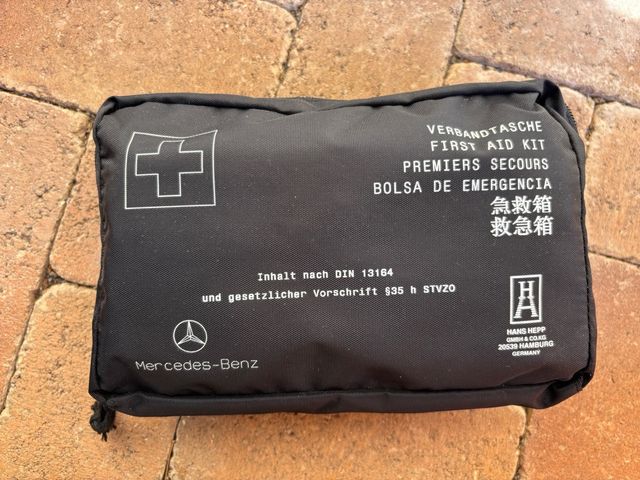 VERBANDTASCHE
FIRST AID KIT
PREMIERS SECOURS
BOLSA DE EMERGENCIA
急救箱
救急箱
Inhalt nach DIN 13164
und gesetzlicher Vorschrift §35 h STVZO
Mercedes-Benz
HA
HANS HEPP
GMBH & CO.KG
20539 HAMBURG
GERMANY